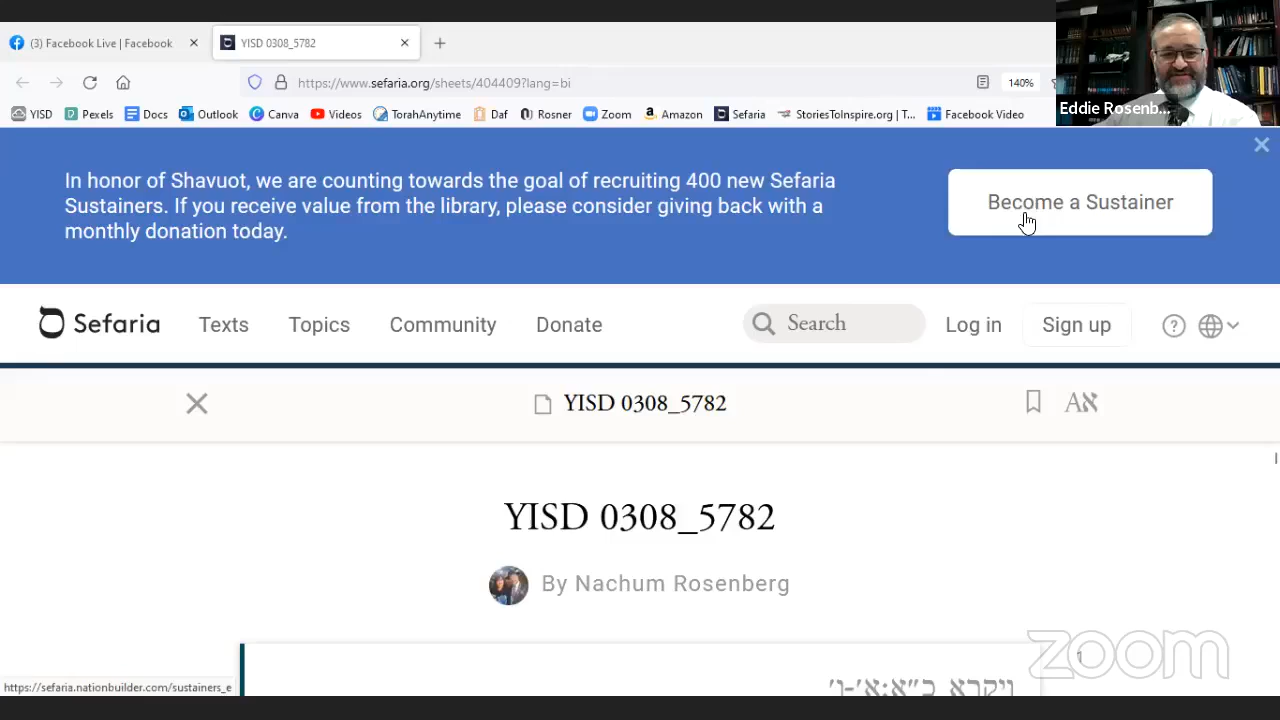 (3) Facebook Live | Facebook
YISD 0308_5782
https://www.sefaria.org/sheets/404409?lang=bi
140%
YISD
Pexels
Docs
Outlook
Canva
Videos
TorahAnytime
Daf
Rosner
Zoom
Amazon
Sefaria
StoriesToInspire.org | T...
Facebook Video
Eddie Rosenb...
In honor of Shavuot, we are counting towards the goal of recruiting 400 new Sefaria
Sustainers. If you receive value from the library, please consider giving back with a
monthly donation today.
Become a Sustainer
Sefaria
Texts
Topics
Community
Donate
Search
Log in
Sign up
YISD 0308_5782
Aא
YISD 0308_5782
By Nachum Rosenberg
ויקרא כ״א:א׳-ו׳
zoom
https://sefaria.nationbuilder.com/sustainers_e